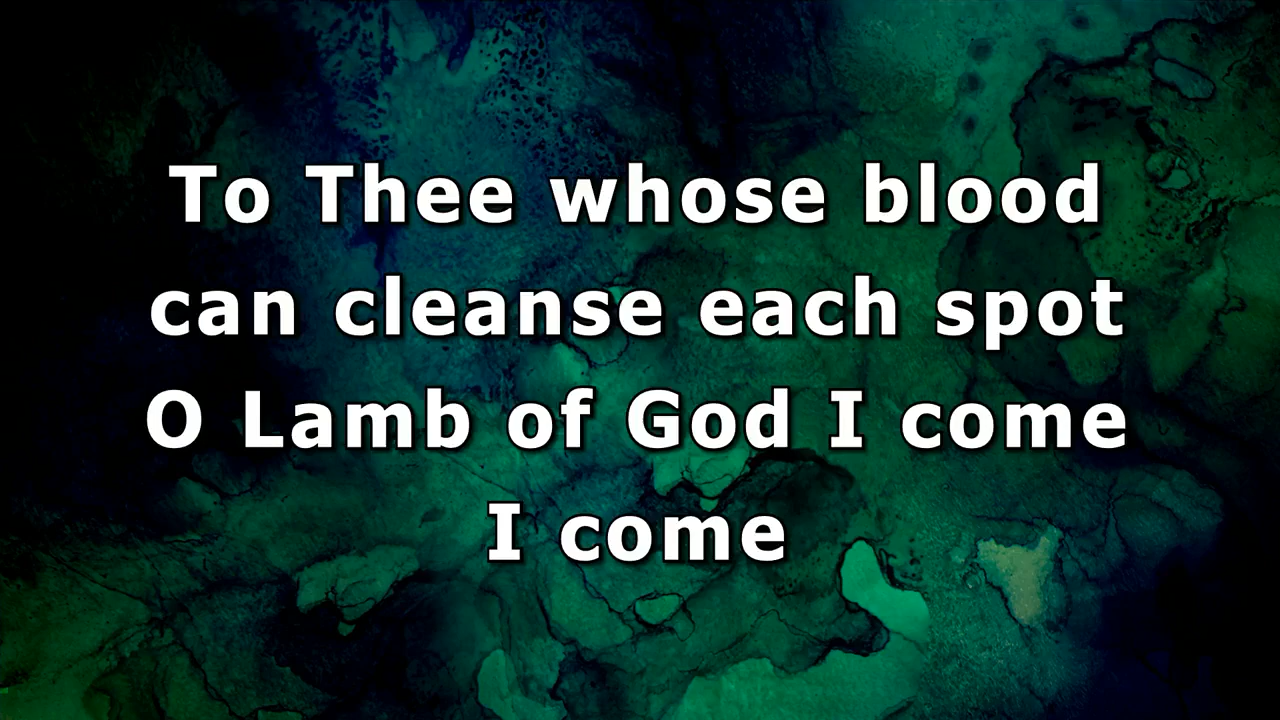 To Thee whose blood
can cleanse each spot
O Lamb of God I come
I come